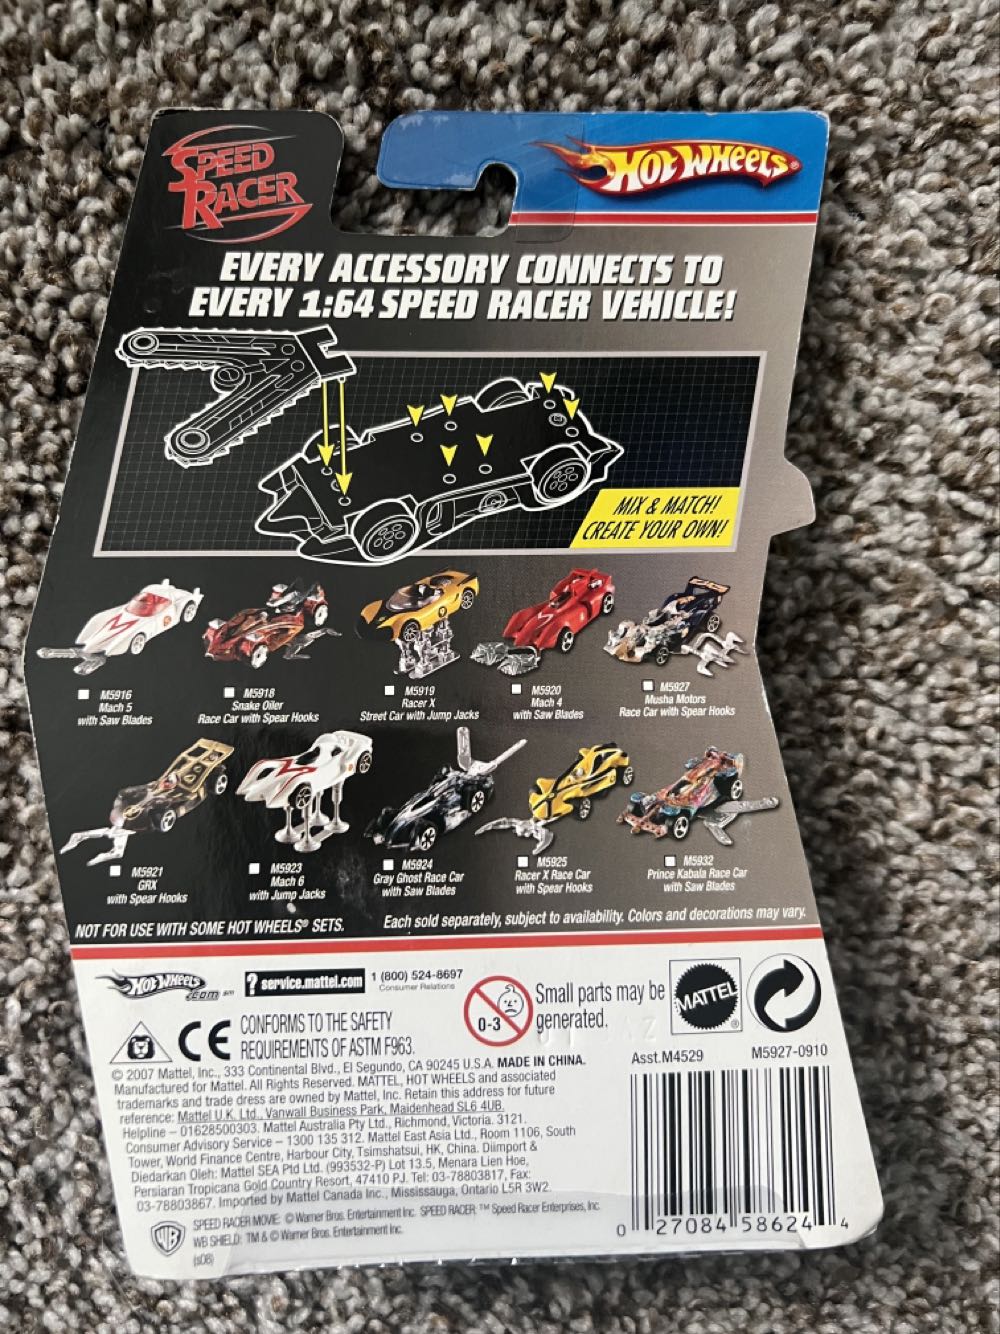 SPEED
RACER
HOT WHEELS®
EVERY ACCESSORY CONNECTS TO
EVERY 1:64 SPEED RACER VEHICLE!
MIX & MATCH!
CREATE YOUR OWN!
M5916
Mach 5
with Saw Blades
M5918
Snake Oiler
Race Car with Spear Hooks
M5919
Racer X
Street Car with Jump Jacks
M5920
Mach 4
with Saw Blades
M5927
Musha Motors
Race Car with Spear Hooks
M5921
GRX
with Spear Hooks
M5923
Mach 6
with Jump Jacks
M5924
Gray Ghost Race Car
with Saw Blades
M5925
Racer X Race Car
with Spear Hooks
M5932
Prince Kabala Race Car
with Saw Blades
NOT FOR USE WITH SOME HOT WHEELS® SETS.
Each sold separately, subject to availability. Colors and decorations may vary.
HOT WHEELS
.com℠
? service.mattel.com
1 (800) 524-8697
Consumer Relations
0-3
Small parts may be
generated.
MATTEL®
CE
CONFORMS TO THE SAFETY
REQUIREMENTS OF ASTM F963.
Asst.M4529
M5927-0910
© 2007 Mattel, Inc., 333 Continental Blvd., El Segundo, CA 90245 U.S.A. MADE IN CHINA.
Manufactured for Mattel. All Rights Reserved. MATTEL, HOT WHEELS and associated
trademarks and trade dress are owned by Mattel, Inc. Retain this address for future
reference: Mattel U.K. Ltd., Vanwall Business Park, Maidenhead SL6 4UB.
Helpline – 01628500303. Mattel Australia Pty Ltd., Richmond, Victoria. 3121.
Consumer Advisory Service – 1300 135 312. Mattel East Asia Ltd., Room 1106, South
Tower, World Finance Centre, Harbour City, Tsimshatsui, HK, China. Diimport &
Diedarkan Oleh: Mattel SEA Ptd Ltd. (993532-P) Lot 13.5, Menara Lien Hoe,
Persiaran Tropicana Gold Country Resort, 47410 PJ. Tel: 03-78803817, Fax:
03-78803867. Imported by Mattel Canada Inc., Mississauga, Ontario L5R 3W2.
WB
SPEED RACER MOVIE: © Warner Bros. Entertainment Inc. SPEED RACER: ™ Speed Racer Enterprises, Inc.
WB SHIELD: TM & © Warner Bros. Entertainment Inc.
(s08)
0 27084 58624 4